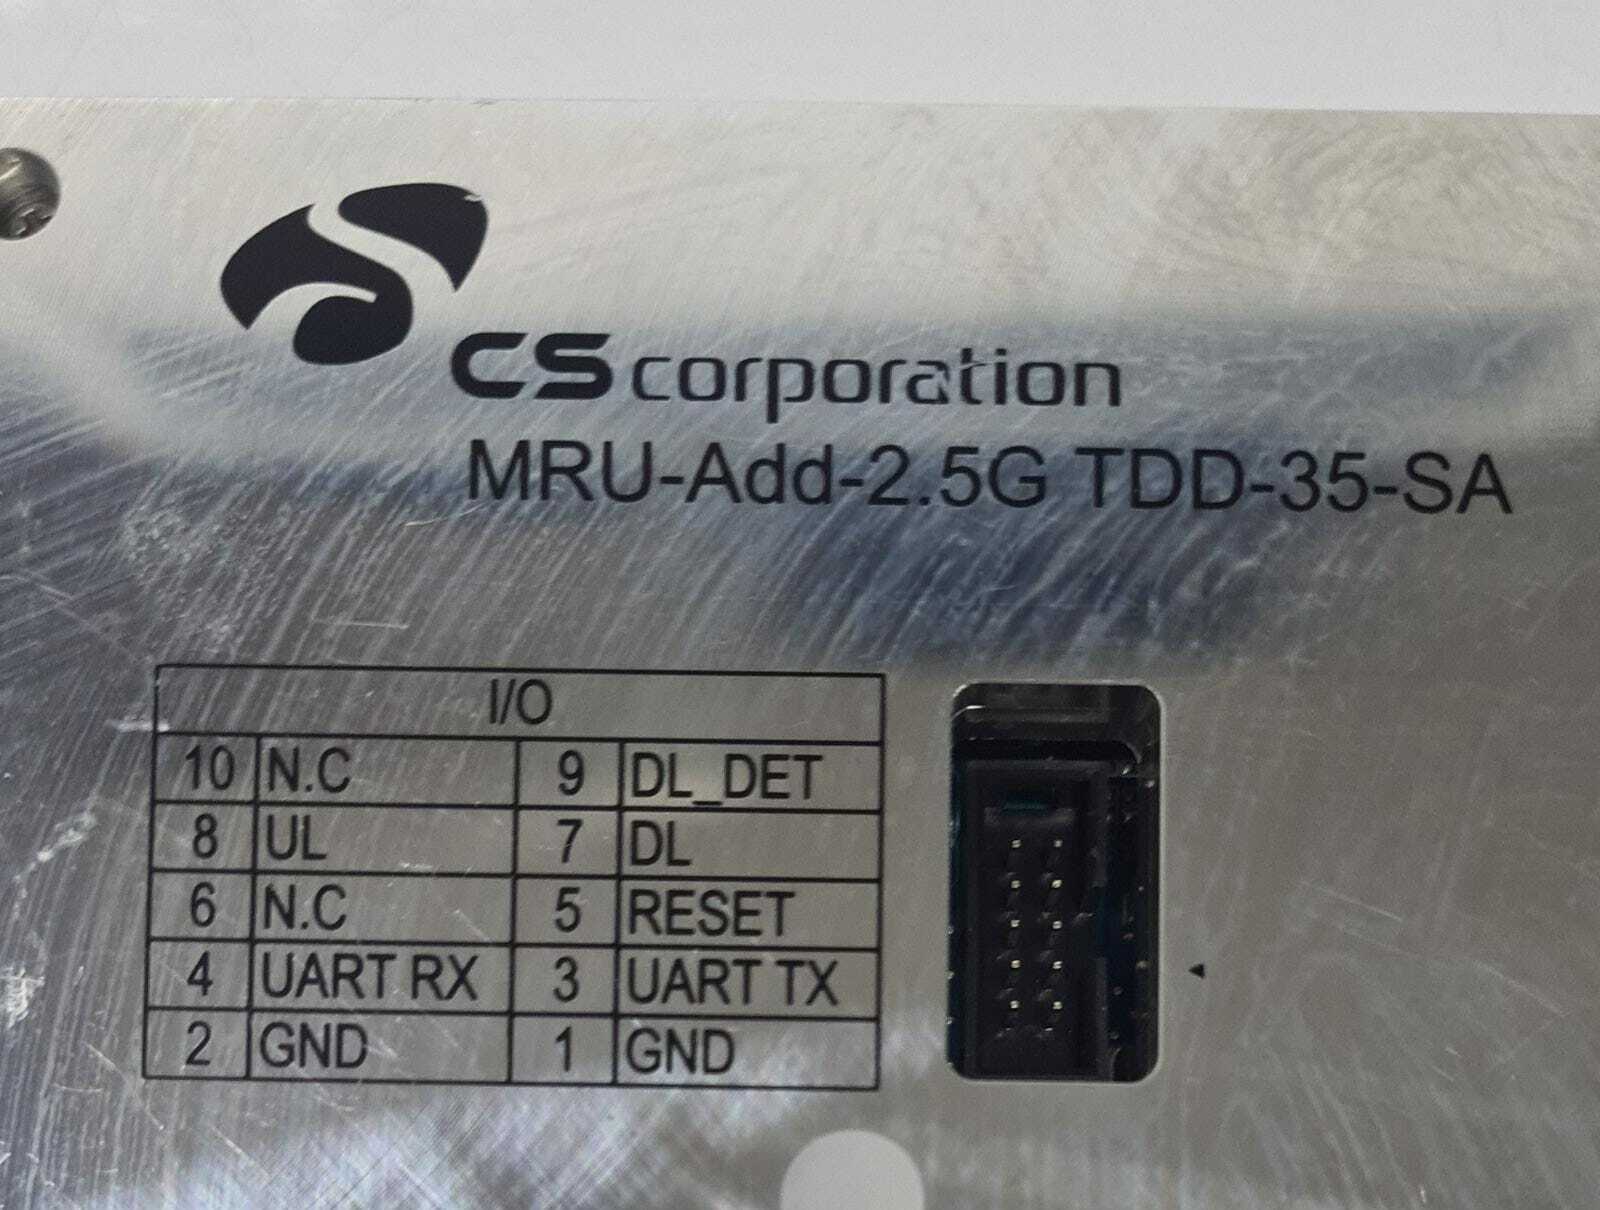 CS corporation
MRU-Add-2.5G TDD-35-SA
I/O
10 N.C 9 DL_DET
8 UL 7 DL
6 N.C 5 RESET
4 UART RX 3 UART TX
2 GND 1 GND